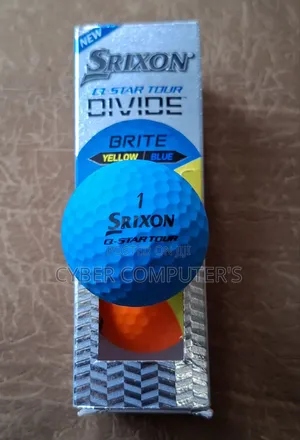 NEW
SRIXON
Q-STAR TOUR
DIVIDE
BRITE
YELLOW BLUE
1
SRIXON
Q-STAR TOUR
CYBER COMPUTER'S